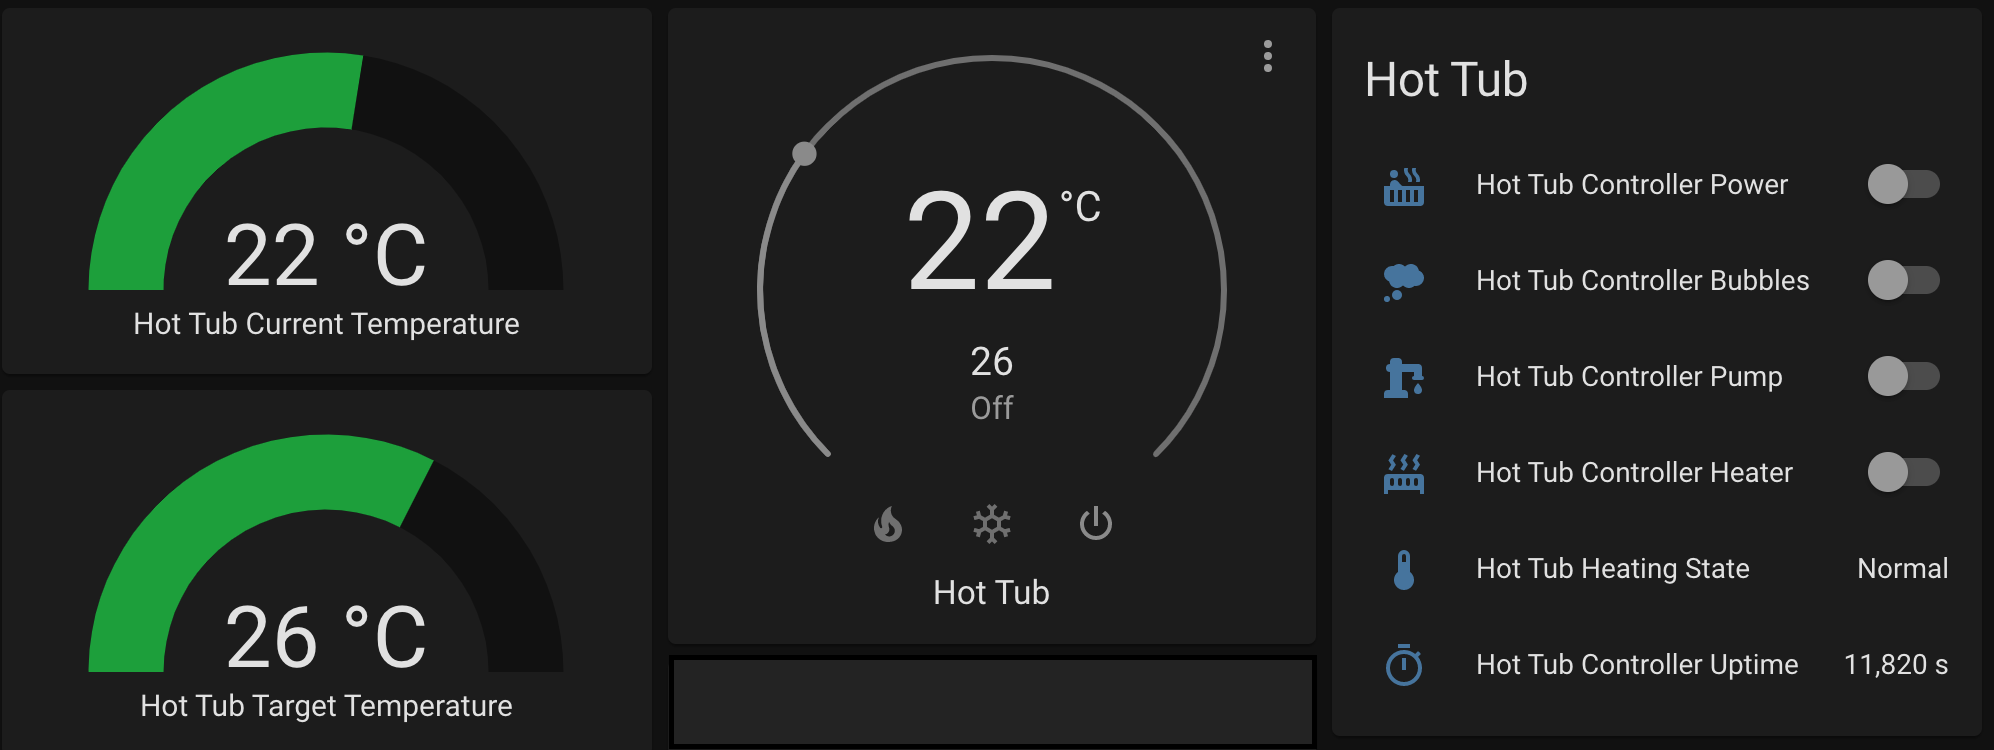 22 °C
Hot Tub Current Temperature
26 °C
Hot Tub Target Temperature
22 °C
26
Off
Hot Tub
Hot Tub
Hot Tub Controller Power
Hot Tub Controller Bubbles
Hot Tub Controller Pump
Hot Tub Controller Heater
Hot Tub Heating State Normal
Hot Tub Controller Uptime 11,820 s